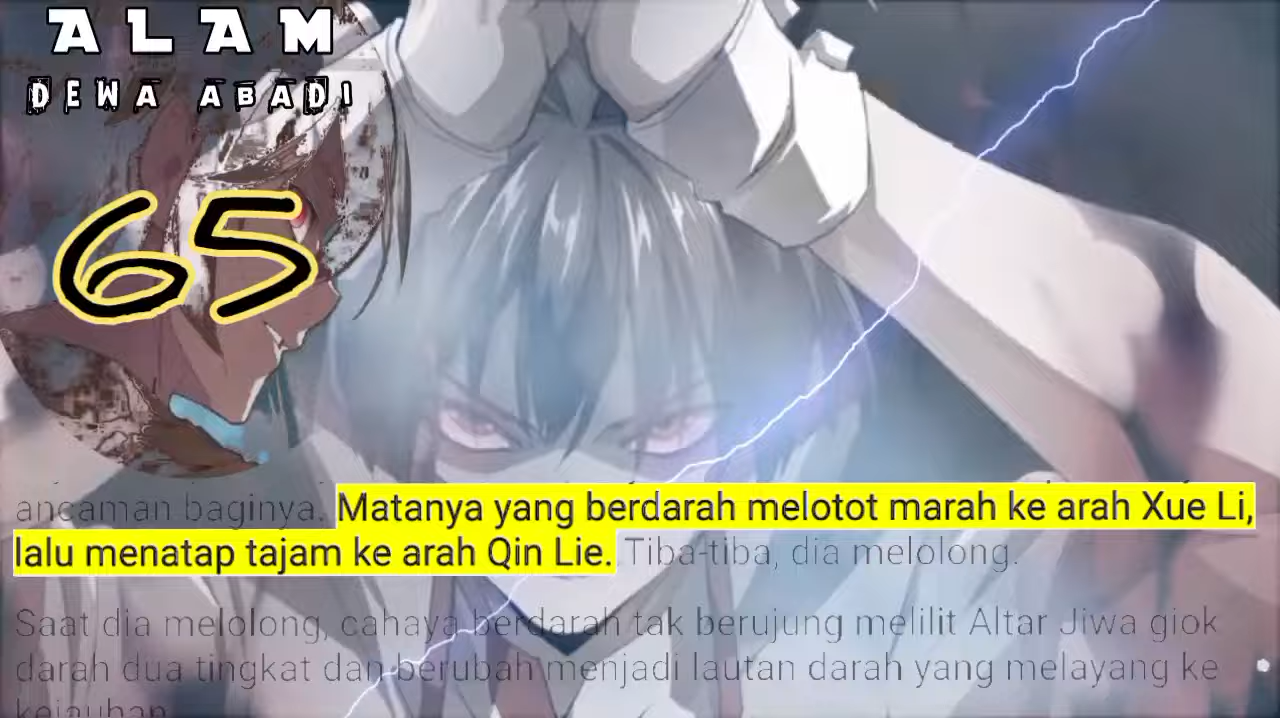 ALAM
DEWA ABADI
65
ancaman baginya. Matanya yang berdarah melotot marah ke arah Xue Li,
lalu menatap tajam ke arah Qin Lie. Tiba-tiba, dia melolong.
Saat dia melolong, cahaya berdarah tak berujung melilit Altar Jiwa giok
darah dua tingkat dan berubah menjadi lautan darah yang melayang ke
kejauhan.